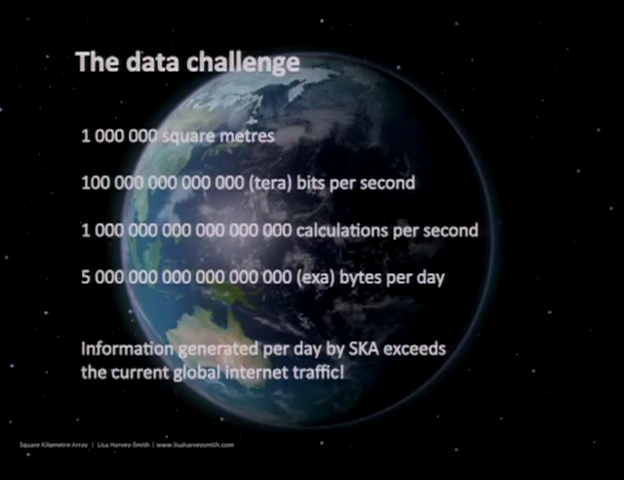 The data challenge
1 000 000 square metres
100 000 000 000 000 (tera) bits per second
1 000 000 000 000 000 000 calculations per second
5 000 000 000 000 000 000 (exa) bytes per day
Information generated per day by SKA exceeds
the current global internet traffic!
Square Kilometre Array | Lisa Harvey-Smith | www.lisaharveysmith.com